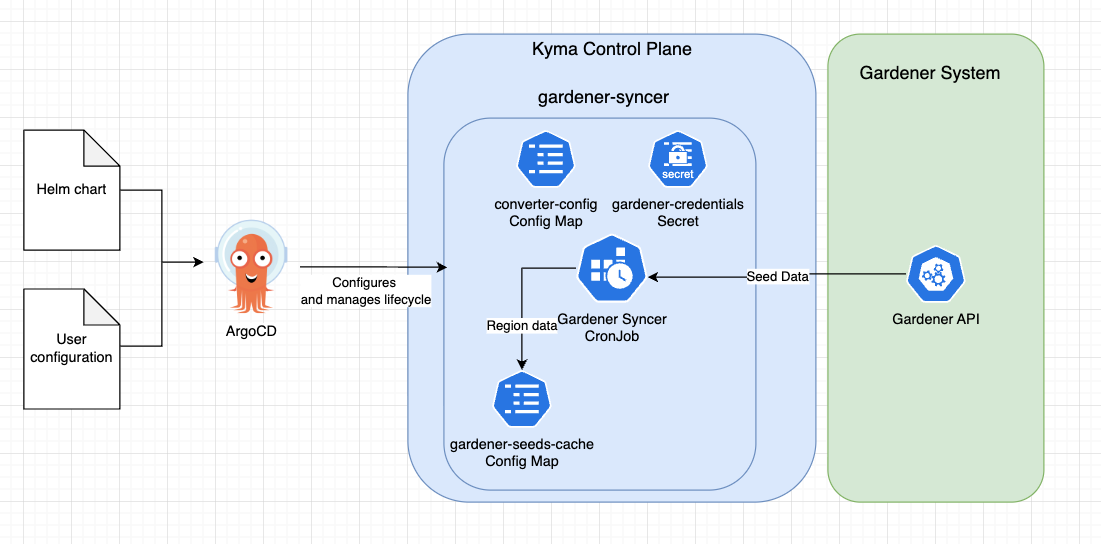 Kyma Control Plane
Gardener System
gardener-syncer
Helm chart
secret
converter-config
Config Map
gardener-credentials
Secret
Configures
and manages lifecycle
Seed Data
ArgoCD
User
configuration
Region data
Gardener Syncer
CronJob
Gardener API
gardener-seeds-cache
Config Map